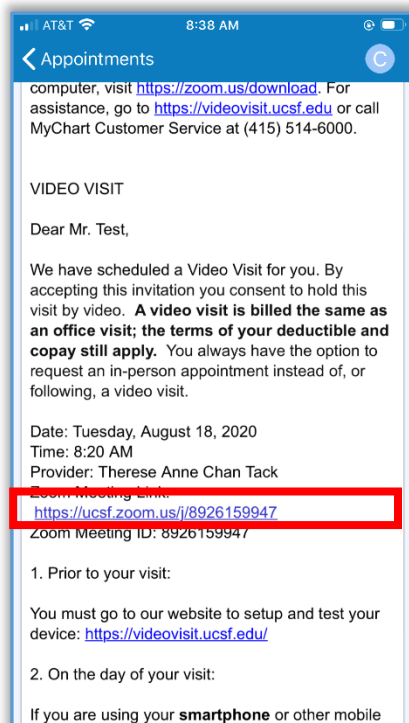 AT&T 8:38 AM
Appointments C
computer, visit https://zoom.us/download. For
assistance, go to https://videovisit.ucsf.edu or call
MyChart Customer Service at (415) 514-6000.
VIDEO VISIT
Dear Mr. Test,
We have scheduled a Video Visit for you. By
accepting this invitation you consent to hold this
visit by video. A video visit is billed the same as
an office visit; the terms of your deductible and
copay still apply. You always have the option to
request an in-person appointment instead of, or
following, a video visit.
Date: Tuesday, August 18, 2020
Time: 8:20 AM
Provider: Therese Anne Chan Tack
Zoom Meeting Link:
https://ucsf.zoom.us/j/8926159947
Zoom Meeting ID: 8926159947
1. Prior to your visit:
You must go to our website to setup and test your
device: https://videovisit.ucsf.edu/
2. On the day of your visit:
If you are using your smartphone or other mobile